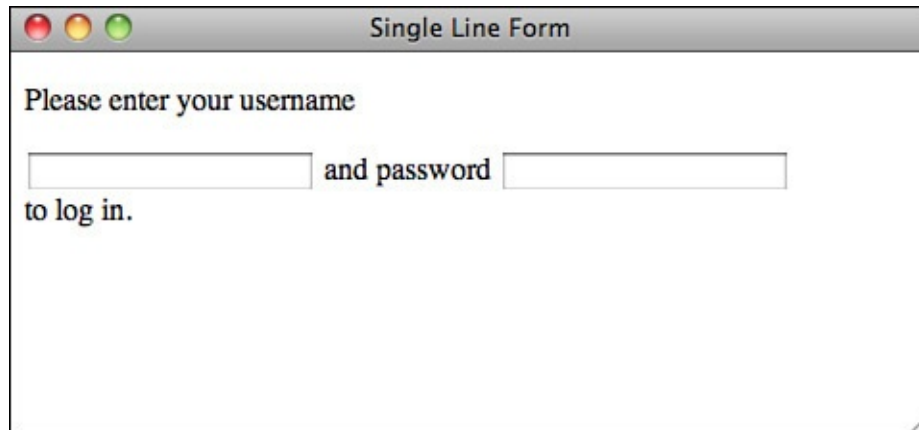 Single Line Form
Please enter your username
and password
to log in.